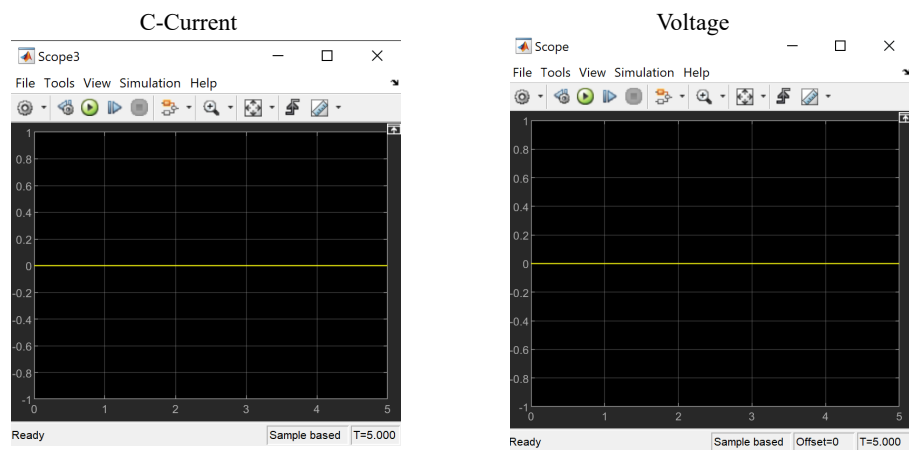 C-Current
Scope3
File Tools View Simulation Help
1
0.8
0.6
0.4
0.2
0
-0.2
-0.4
-0.6
-0.8
-1
0 1 2 3 4 5
Ready Sample based T=5.000
Voltage
Scope
File Tools View Simulation Help
1
0.8
0.6
0.4
0.2
0
-0.2
-0.4
-0.6
-0.8
-1
0 1 2 3 4 5
Ready Sample based Offset=0 T=5.000